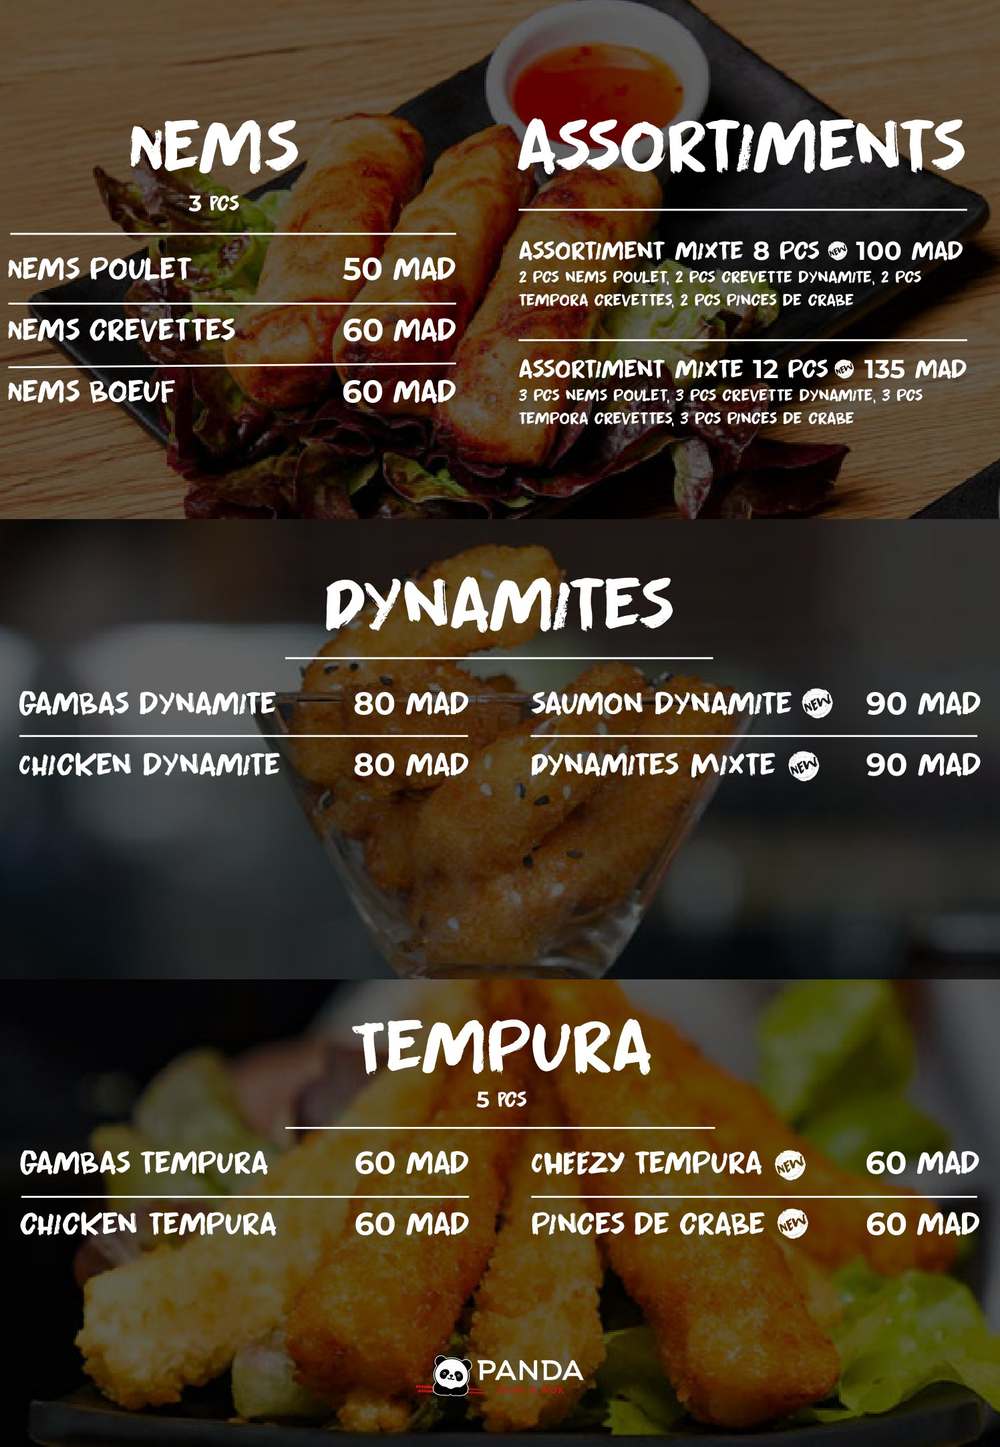 NEMS
3 PCS
NEMS POULET 50 MAD
NEMS CREVETTES 60 MAD
NEMS BOEUF 60 MAD
ASSORTIMENTS
ASSORTIMENT MIXTE 8 PCS NEW 100 MAD
2 PCS NEMS POULET, 2 PCS CREVETTE DYNAMITE, 2 PCS
TEMPORA CREVETTES, 2 PCS PINCES DE CRABE
ASSORTIMENT MIXTE 12 PCS NEW 135 MAD
3 PCS NEMS POULET, 3 PCS CREVETTE DYNAMITE, 3 PCS
TEMPORA CREVETTES, 3 PCS PINCES DE CRABE
DYNAMITES
GAMBAS DYNAMITE 80 MAD
CHICKEN DYNAMITE 80 MAD
SAUMON DYNAMITE NEW 90 MAD
DYNAMITES MIXTE NEW 90 MAD
TEMPURA
5 PCS
GAMBAS TEMPURA 60 MAD
CHICKEN TEMPURA 60 MAD
CHEEZY TEMPURA NEW 60 MAD
PINCES DE CRABE NEW 60 MAD
PANDA